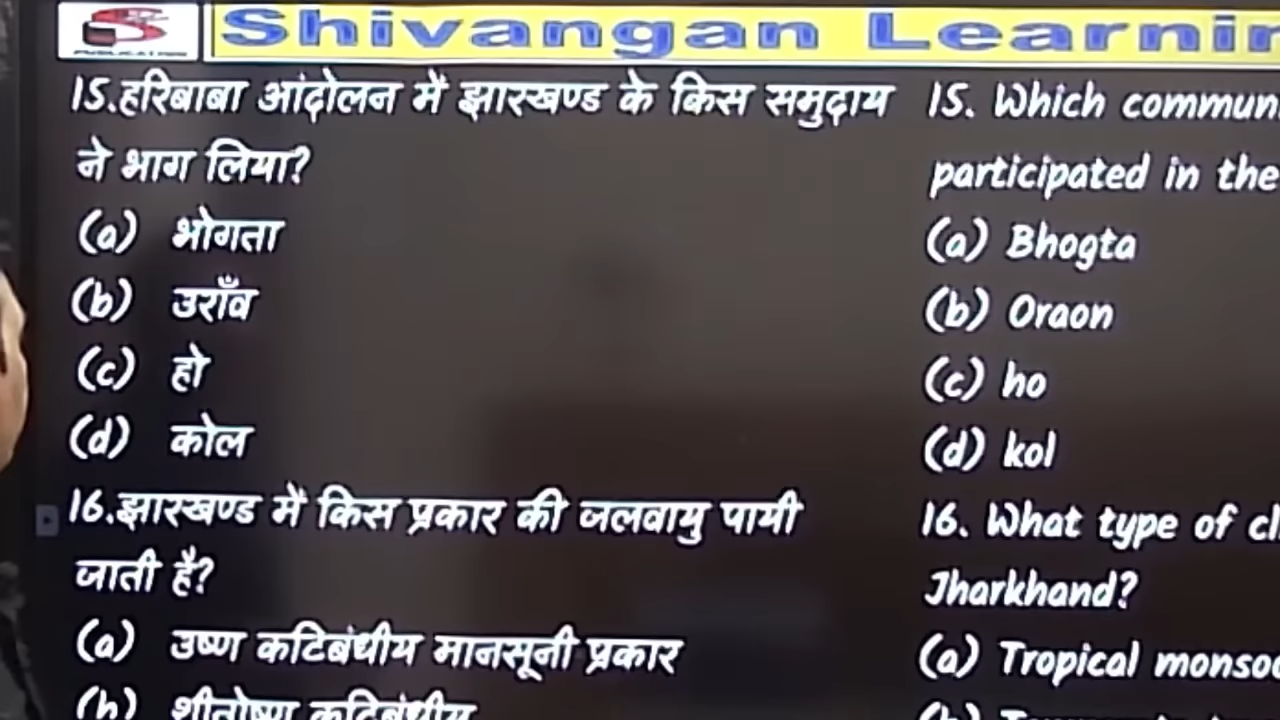 Shivangan Learnin
15.हरिबाबा आंदोलन में झारखण्ड के किस समुदाय
ने भाग लिया?
(a) भोगता
(b) उराँव
(c) हो
(d) कोल
16.झारखण्ड में किस प्रकार की जलवायु पायी
जाती है?
(a) उष्ण कटिबंधीय मानसूनी प्रकार
(b) शीतोष्ण कटिबंधीय
15. Which commun
participated in the
(a) Bhogta
(b) Oraon
(c) ho
(d) kol
16. What type of cl
Jharkhand?
(a) Tropical monsoo
(b)